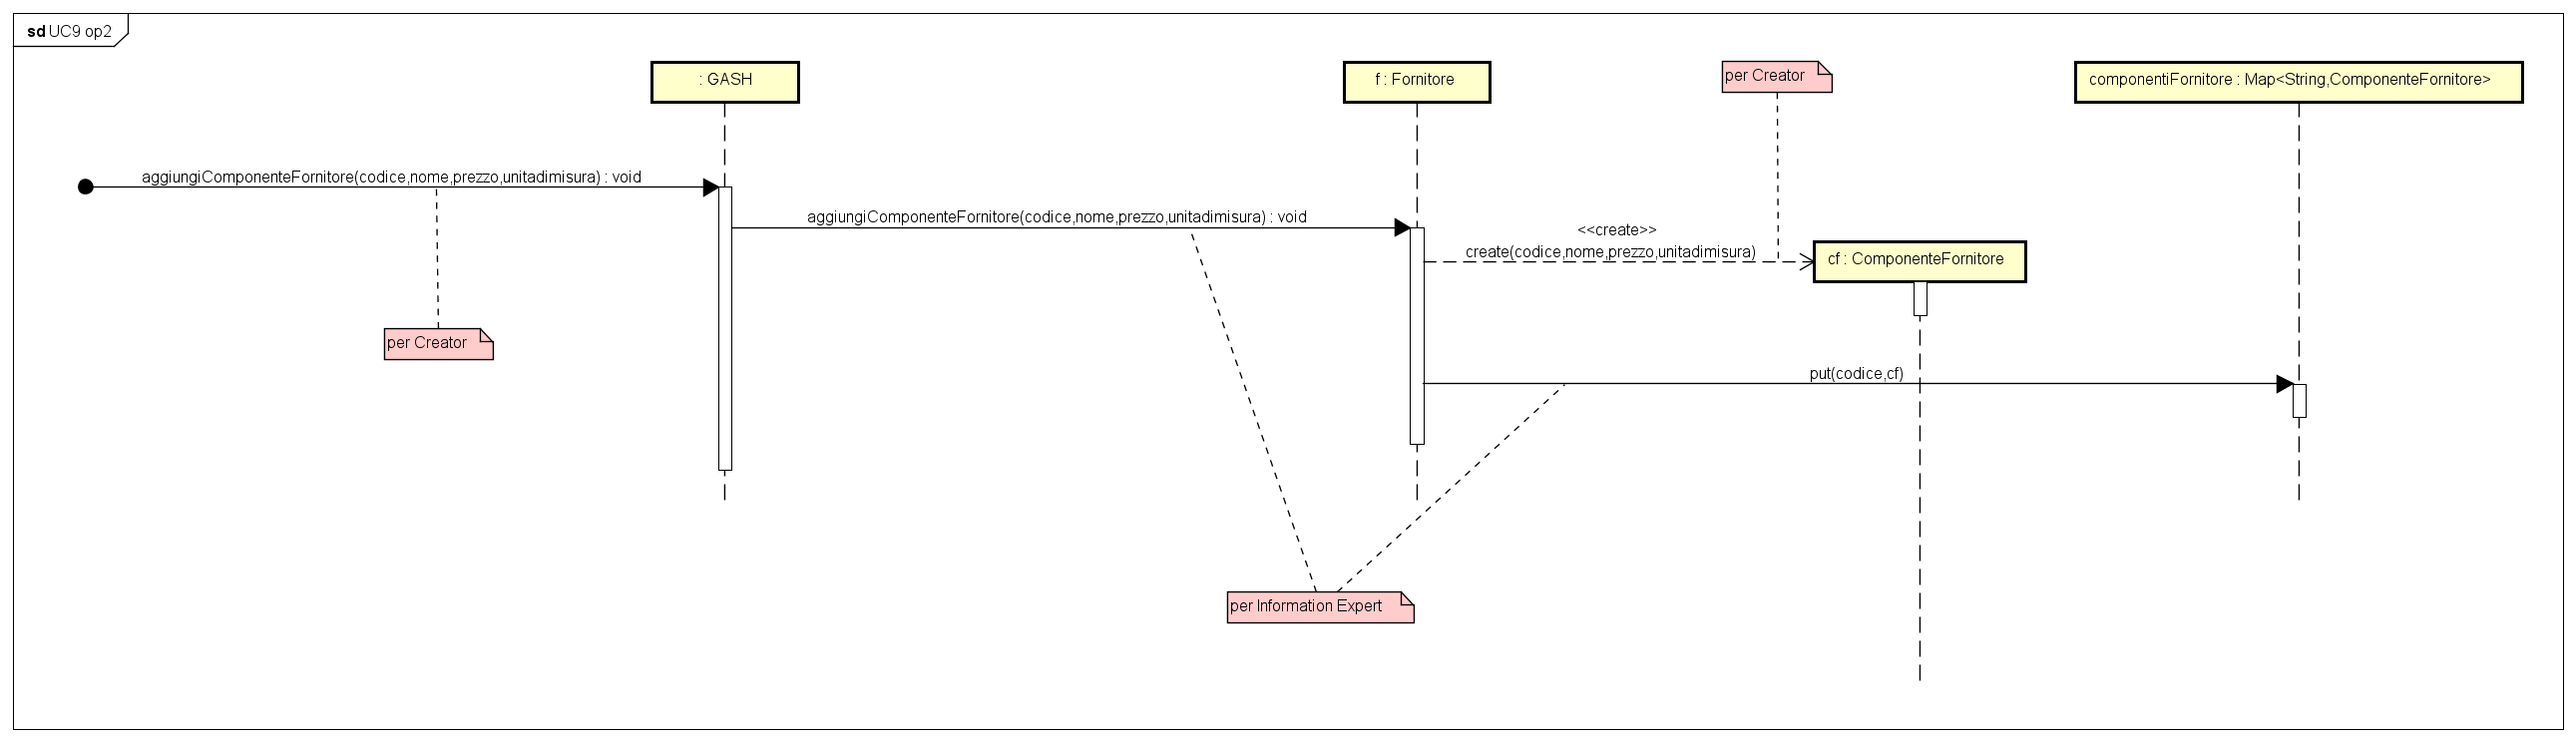 sd UC9 op2
: GASH
f : Fornitore
per Creator
componentiFornitore : Map<String,ComponenteFornitore>
aggiungiComponenteFornitore(codice,nome,prezzo,unitadimisura) : void
aggiungiComponenteFornitore(codice,nome,prezzo,unitadimisura) : void
<<create>>
create(codice,nome,prezzo,unitadimisura)
cf : ComponenteFornitore
per Creator
put(codice,cf)
per Information Expert